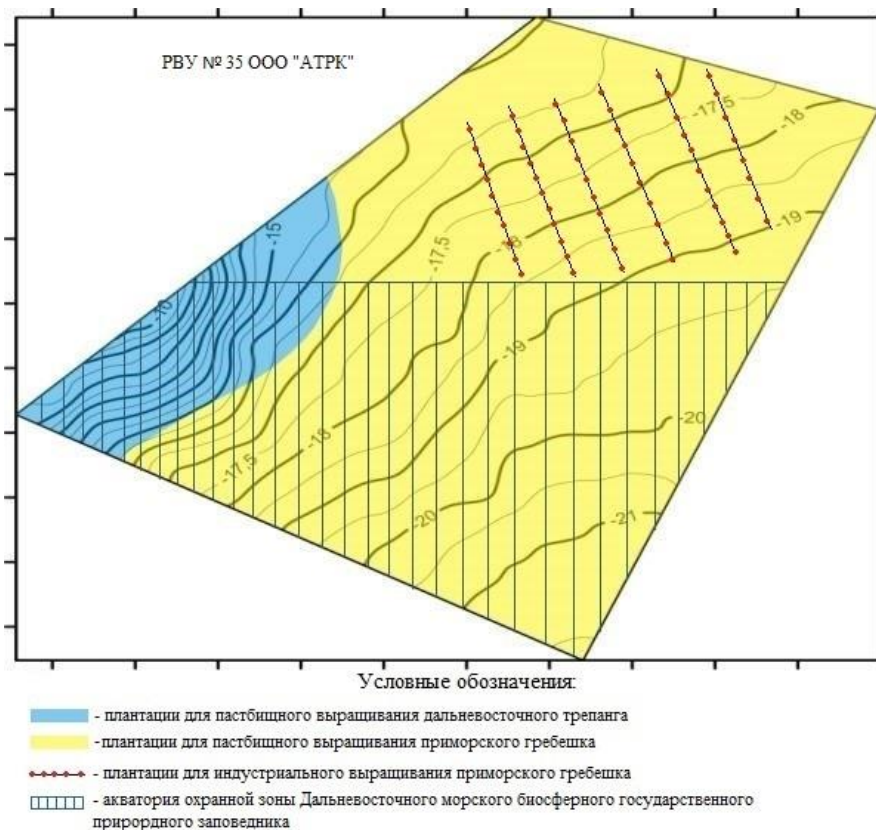 РВУ № 35 ООО "АТРК"
-17,5
-18
-15
-19
-17,5
-18
-10
-19
-18
-20
-17,5
-20
-21
Условные обозначения:
- плантации для пастбищного выращивания дальневосточного трепанга
-плантации для пастбищного выращивания приморского гребешка
- плантации для индустриального выращивания приморского гребешка
- акватория охранной зоны Дальневосточного морского биосферного государственного
прирордного заповедника